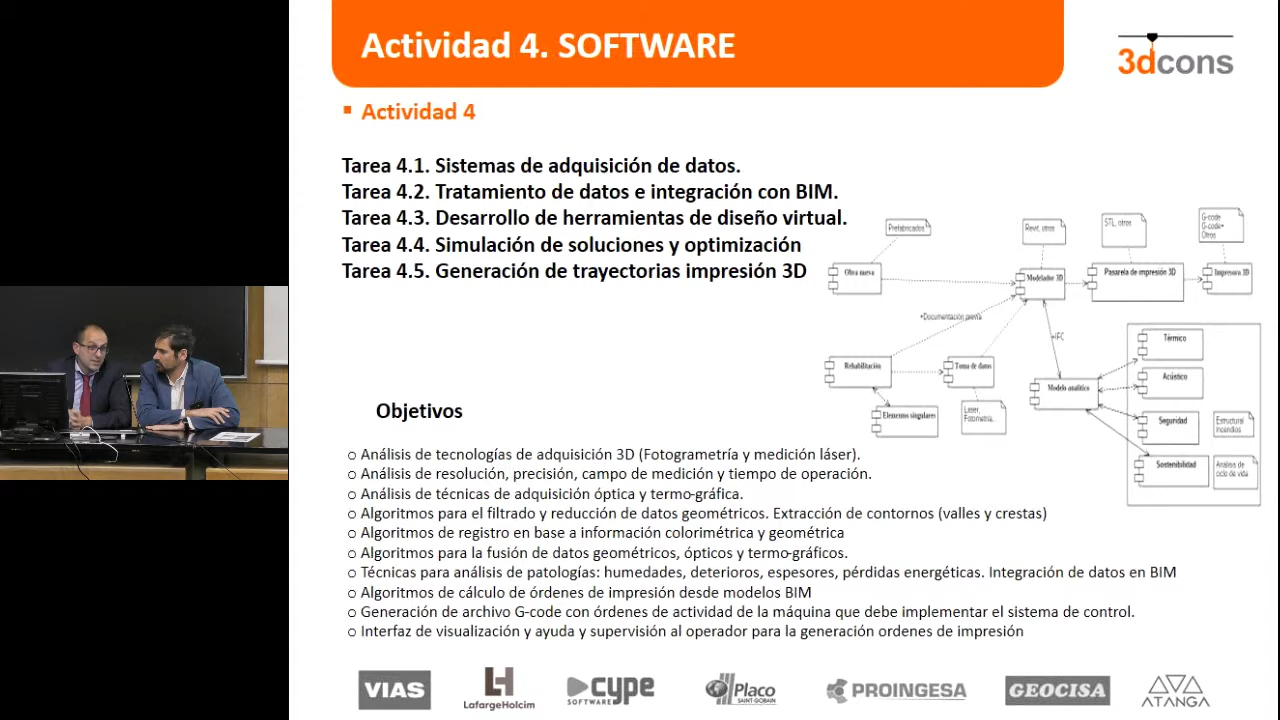 Actividad 4. SOFTWARE
3dcons
▪ Actividad 4
Tarea 4.1. Sistemas de adquisición de datos.
Tarea 4.2. Tratamiento de datos e integración con BIM.
Tarea 4.3. Desarrollo de herramientas de diseño virtual.
Tarea 4.4. Simulación de soluciones y optimización
Tarea 4.5. Generación de trayectorias impresión 3D
Prefabricados
Revit, otros
STL, otros
G-code
G-code+
Otros
Obra nueva
Modelador 3D
Pasarela de impresión 3D
Impresora 3D
+Documentación previa
+IFC
Térmico
Rehabilitación
Toma de datos
Modelo analítico
Acústico
Elementos singulares
Láser,
Fotometría...
Seguridad
Estructural
Incendios
Sostenibilidad
Análisis de
ciclo de vida
Objetivos
o Análisis de tecnologías de adquisición 3D (Fotogrametría y medición láser).
o Análisis de resolución, precisión, campo de medición y tiempo de operación.
o Análisis de técnicas de adquisición óptica y termo-gráfica.
o Algoritmos para el filtrado y reducción de datos geométricos. Extracción de contornos (valles y crestas)
o Algoritmos de registro en base a información colorimétrica y geométrica
o Algoritmos para la fusión de datos geométricos, ópticos y termo-gráficos.
o Técnicas para análisis de patologías: humedades, deterioros, espesores, pérdidas energéticas. Integración de datos en BIM
o Algoritmos de cálculo de órdenes de impresión desde modelos BIM
o Generación de archivo G-code con órdenes de actividad de la máquina que debe implementar el sistema de control.
o Interfaz de visualización y ayuda y supervisión al operador para la generación ordenes de impresión
VIAS
LafargeHolcim
cype
SOFTWARE
Placo
SAINT-GOBAIN
PROINGESA
GEOCISA
ATANGA